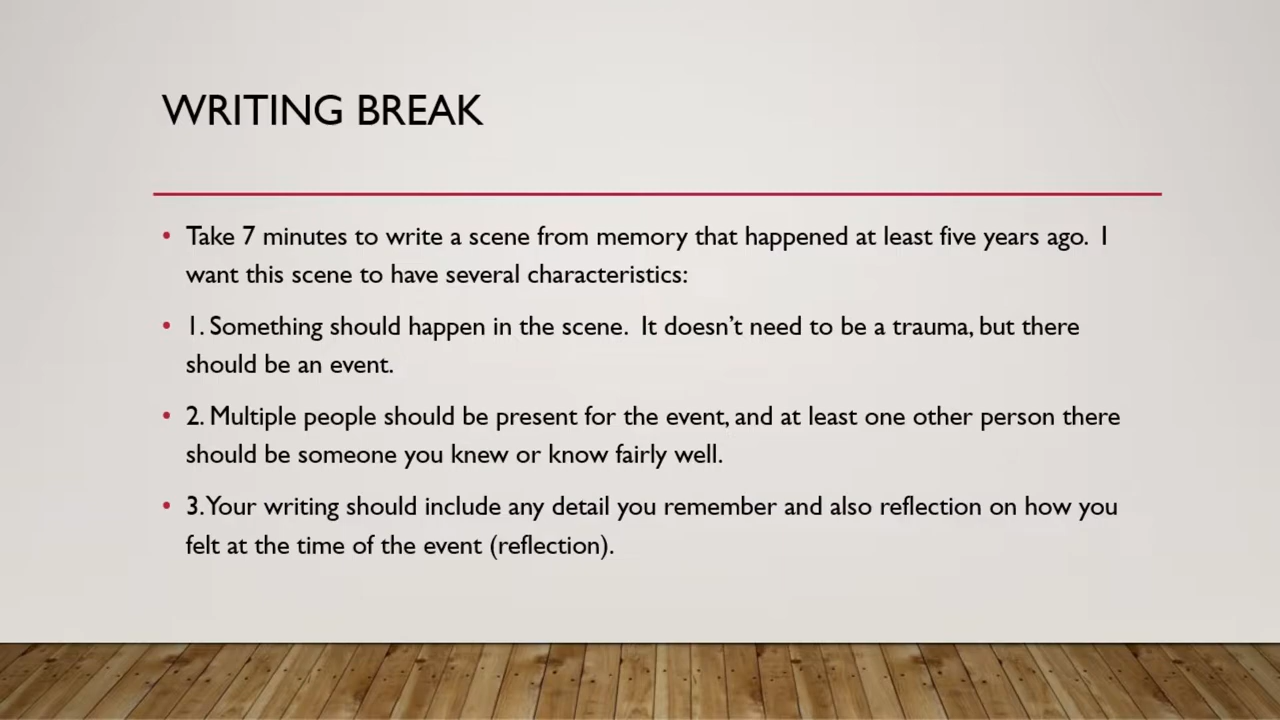 WRITING BREAK
• Take 7 minutes to write a scene from memory that happened at least five years ago.  I
want this scene to have several characteristics:
• 1. Something should happen in the scene.  It doesn’t need to be a trauma, but there
should be an event.
• 2. Multiple people should be present for the event, and at least one other person there
should be someone you knew or know fairly well.
• 3. Your writing should include any detail you remember and also reflection on how you
felt at the time of the event (reflection).